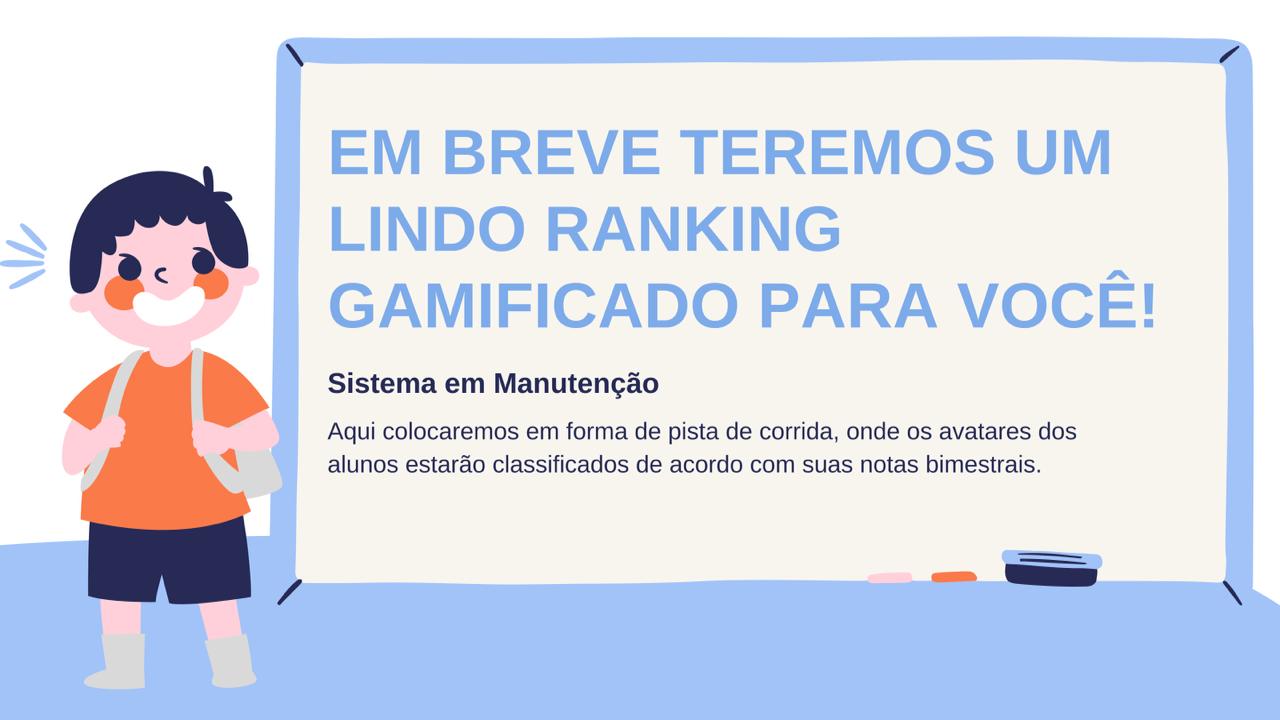 EM BREVE TEREMOS UM
LINDO RANKING
GAMIFICADO PARA VOCÊ!
Sistema em Manutenção
Aqui colocaremos em forma de pista de corrida, onde os avatares dos
alunos estarão classificados de acordo com suas notas bimestrais.